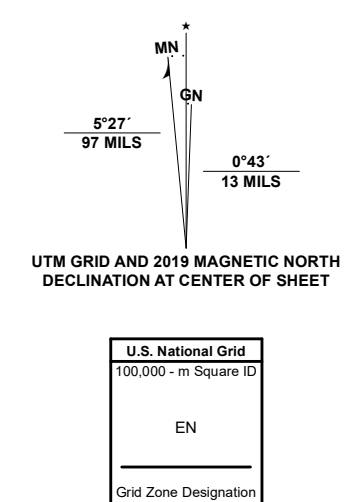 ★
MN
GN
5°27´
97 MILS
0°43´
13 MILS
UTM GRID AND 2019 MAGNETIC NORTH
DECLINATION AT CENTER OF SHEET
U.S. National Grid
100,000 - m Square ID
EN
Grid Zone Designation